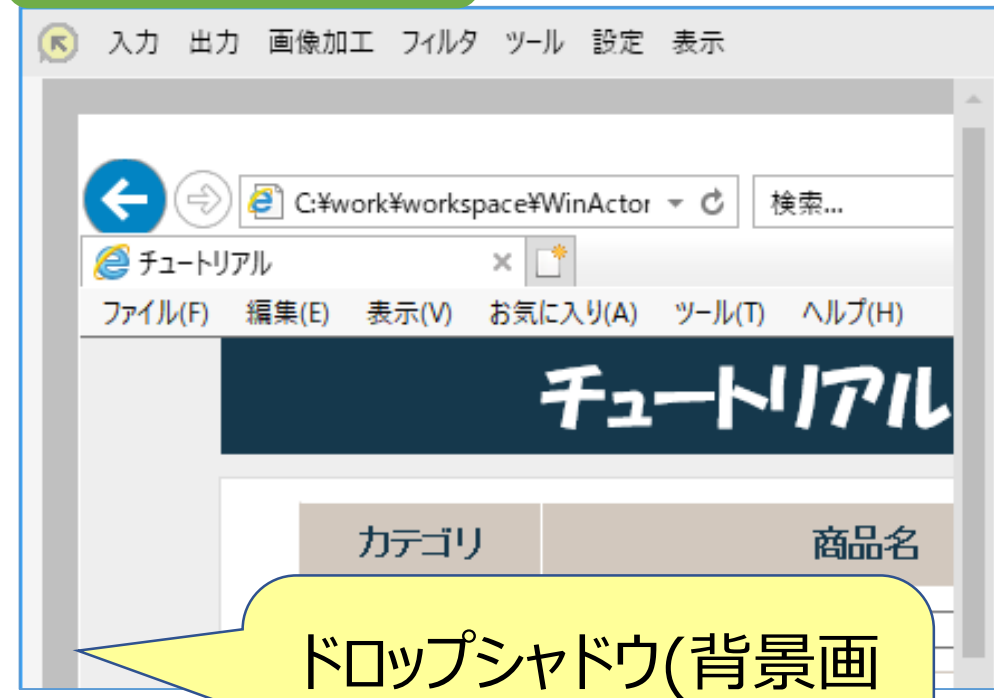 入力 出力 画像加工 フィルタ ツール 設定 表示
C:¥work¥workspace¥WinActor 検索...
チュートリアル
ファイル(F) 編集(E) 表示(V) お気に入り(A) ツール(T) ヘルプ(H)
チュートリアル
カテゴリ 商品名
ドロップシャドウ(背景画